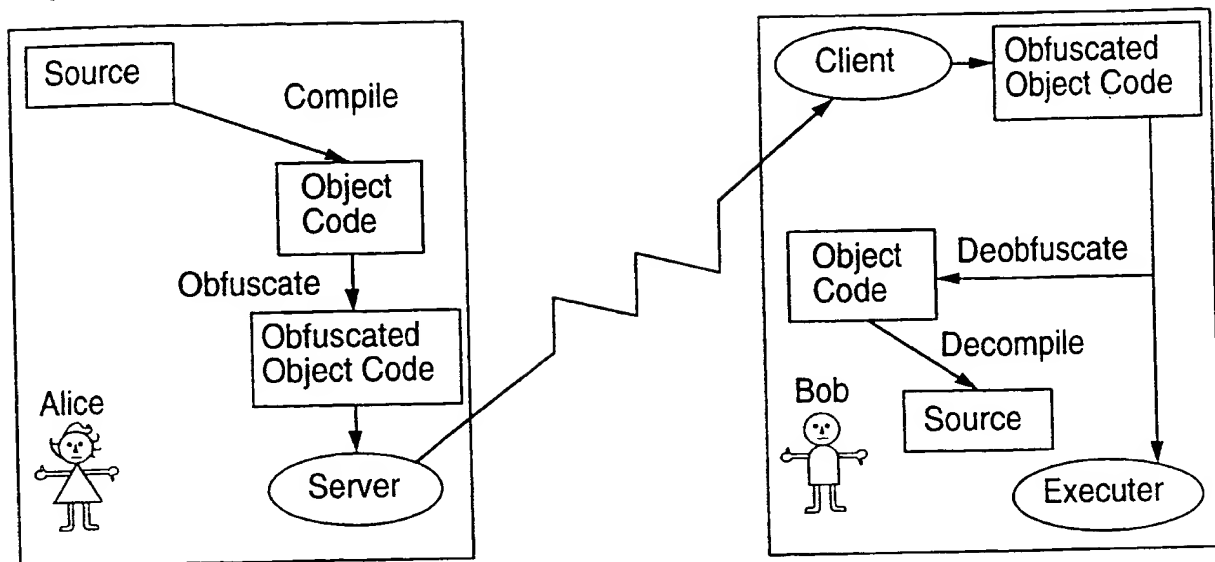 Source
Compile
Object
Code
Obfuscate
Obfuscated
Object Code
Alice
Server
Client
Obfuscated
Object Code
Object
Code
Deobfuscate
Decompile
Bob
Source
Executer